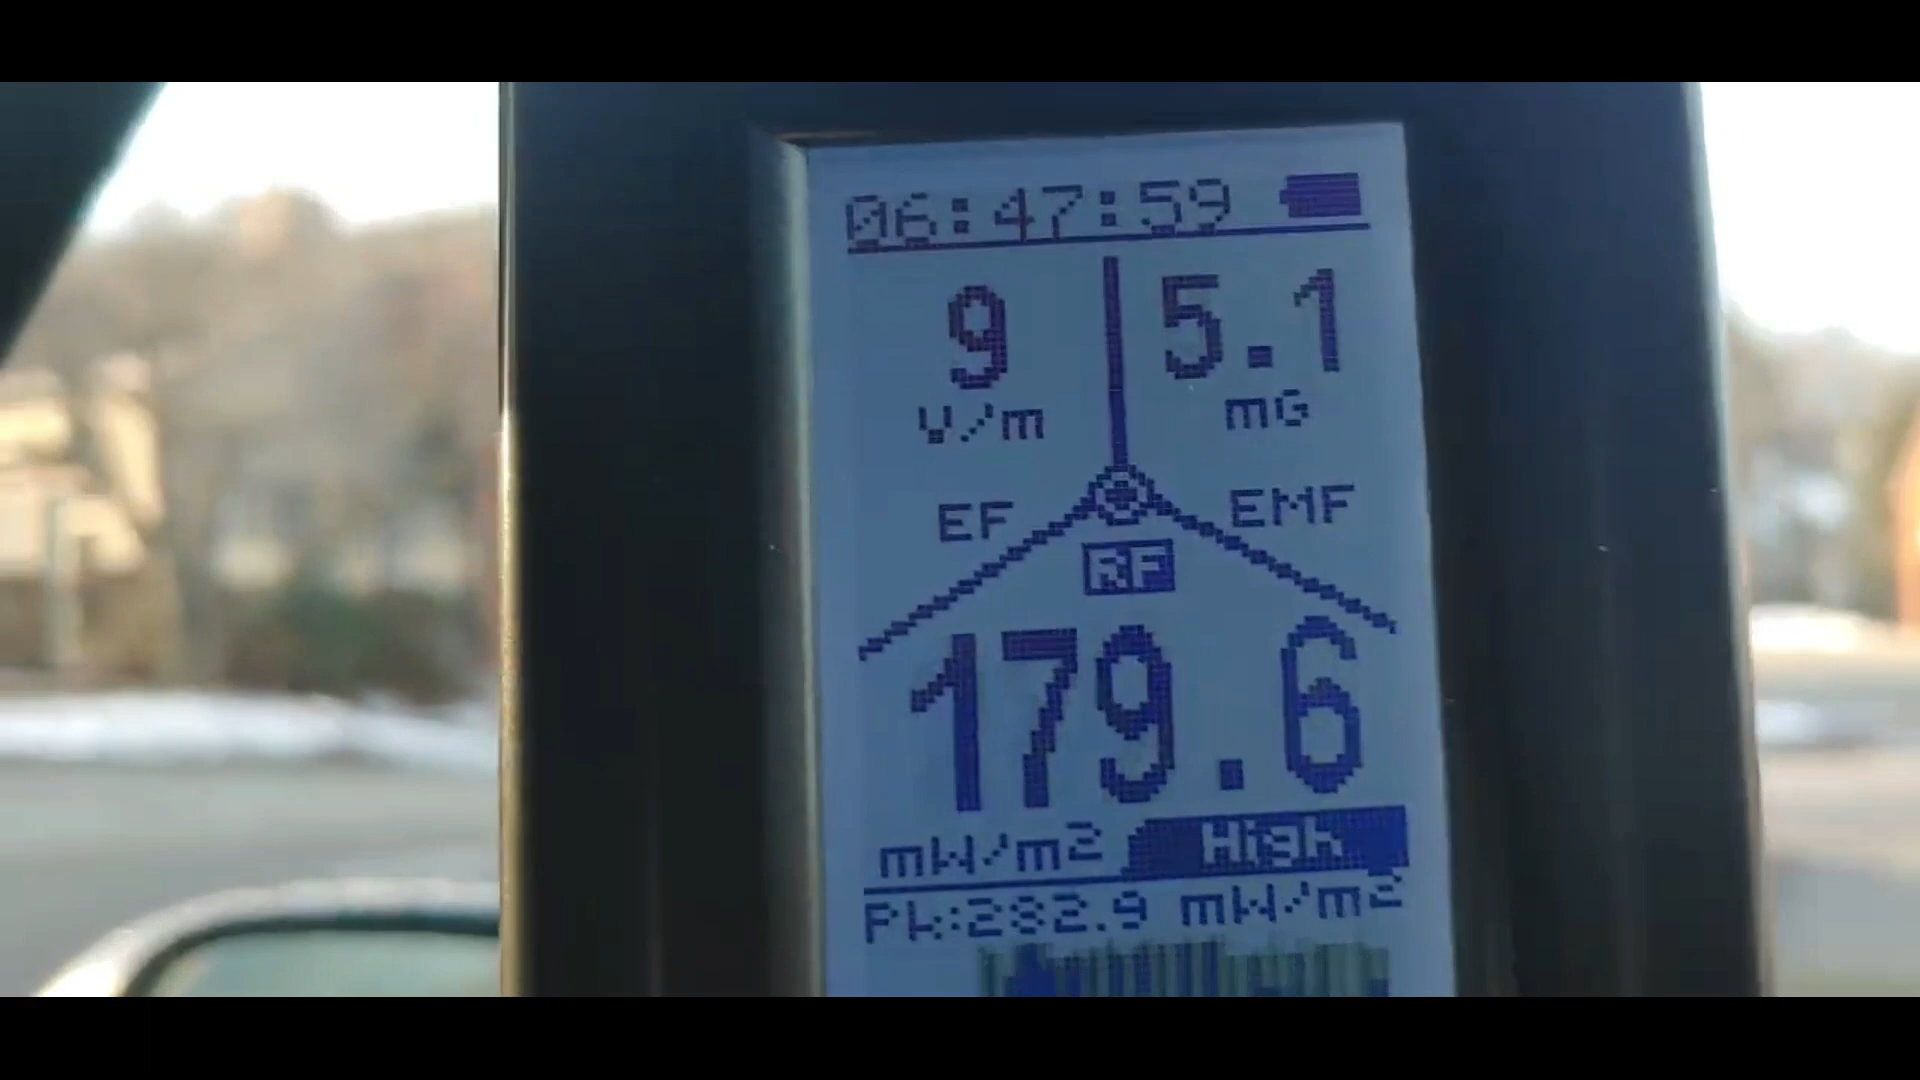 06:47:59
9 5.1
V/m mG
EF EMF
RF
179.6
mW/m2 High
Pk:282.9 mW/m2